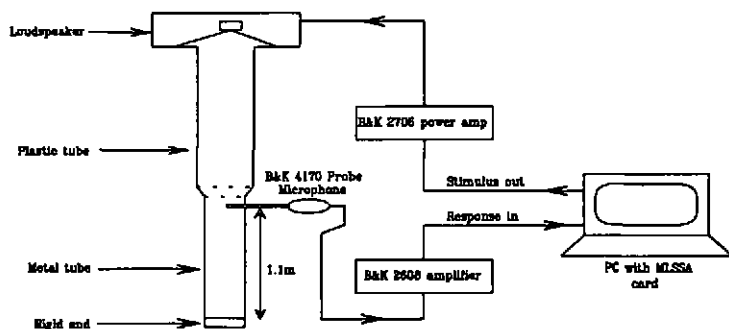 Loudspeaker
B&K 2706 power amp
Plastic tube
B&K 4170 Probe
Microphone
Stimulus out
Response in
Metal tube
1.1m
B&K 2608 amplifier
PC with MLSSA
card
Rigid end